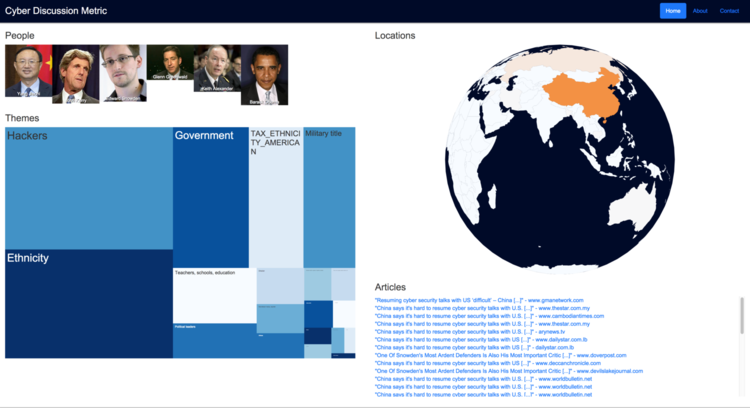 Cyber Discussion Metric
Home
About
Contact
People
Locations
Keith Alexander
Themes
Hackers
Government
TAX_ETHNICITY_AMERICAN
Military title
Ethnicity
Teachers, schools, education
Political leaders
Articles
"Resuming cyber security talks with US 'difficult' – China [...]" - www.gmanetwork.com
"China says it's hard to resume cyber security talks with U.S. [...]" - www.thestar.com.my
"China says it's hard to resume cyber security talks with U.S. [...]" - www.cambodiantimes.com
"China says it's hard to resume cyber security talks with U.S. [...]" - www.thestar.com.my
"China says it's hard to resume cyber security talks with U.S. [...]" - arynews.tv
"China says it's hard to resume cyber security talks with US [...]" - www.dailystar.com.lb
"China says it's hard to resume cyber security talks with US [...]" - dailystar.com.lb
"One Of Snowden's Most Ardent Defenders Is Also His Most Important Critic [...]" - www.doverpost.com
"China says it's hard to resume cyber security talks with US [...]" - www.deccanchronicle.com
"One Of Snowden's Most Ardent Defenders Is Also His Most Important Critic [...]" - www.devilslakejournal.com
"China says it's hard to resume cyber security talks with U.S. [...]" - www.worldbulletin.net
"China says it's hard to resume cyber security talks with U.S. [...]" - www.worldbulletin.net
"China says it's hard to resume cyber security talks with U.S. [...]" - www.worldbulletin.net